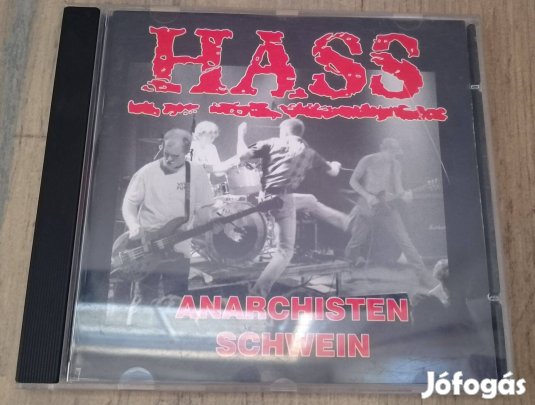 HASS
ANARCHISTEN
SCHWEIN
Jófogás